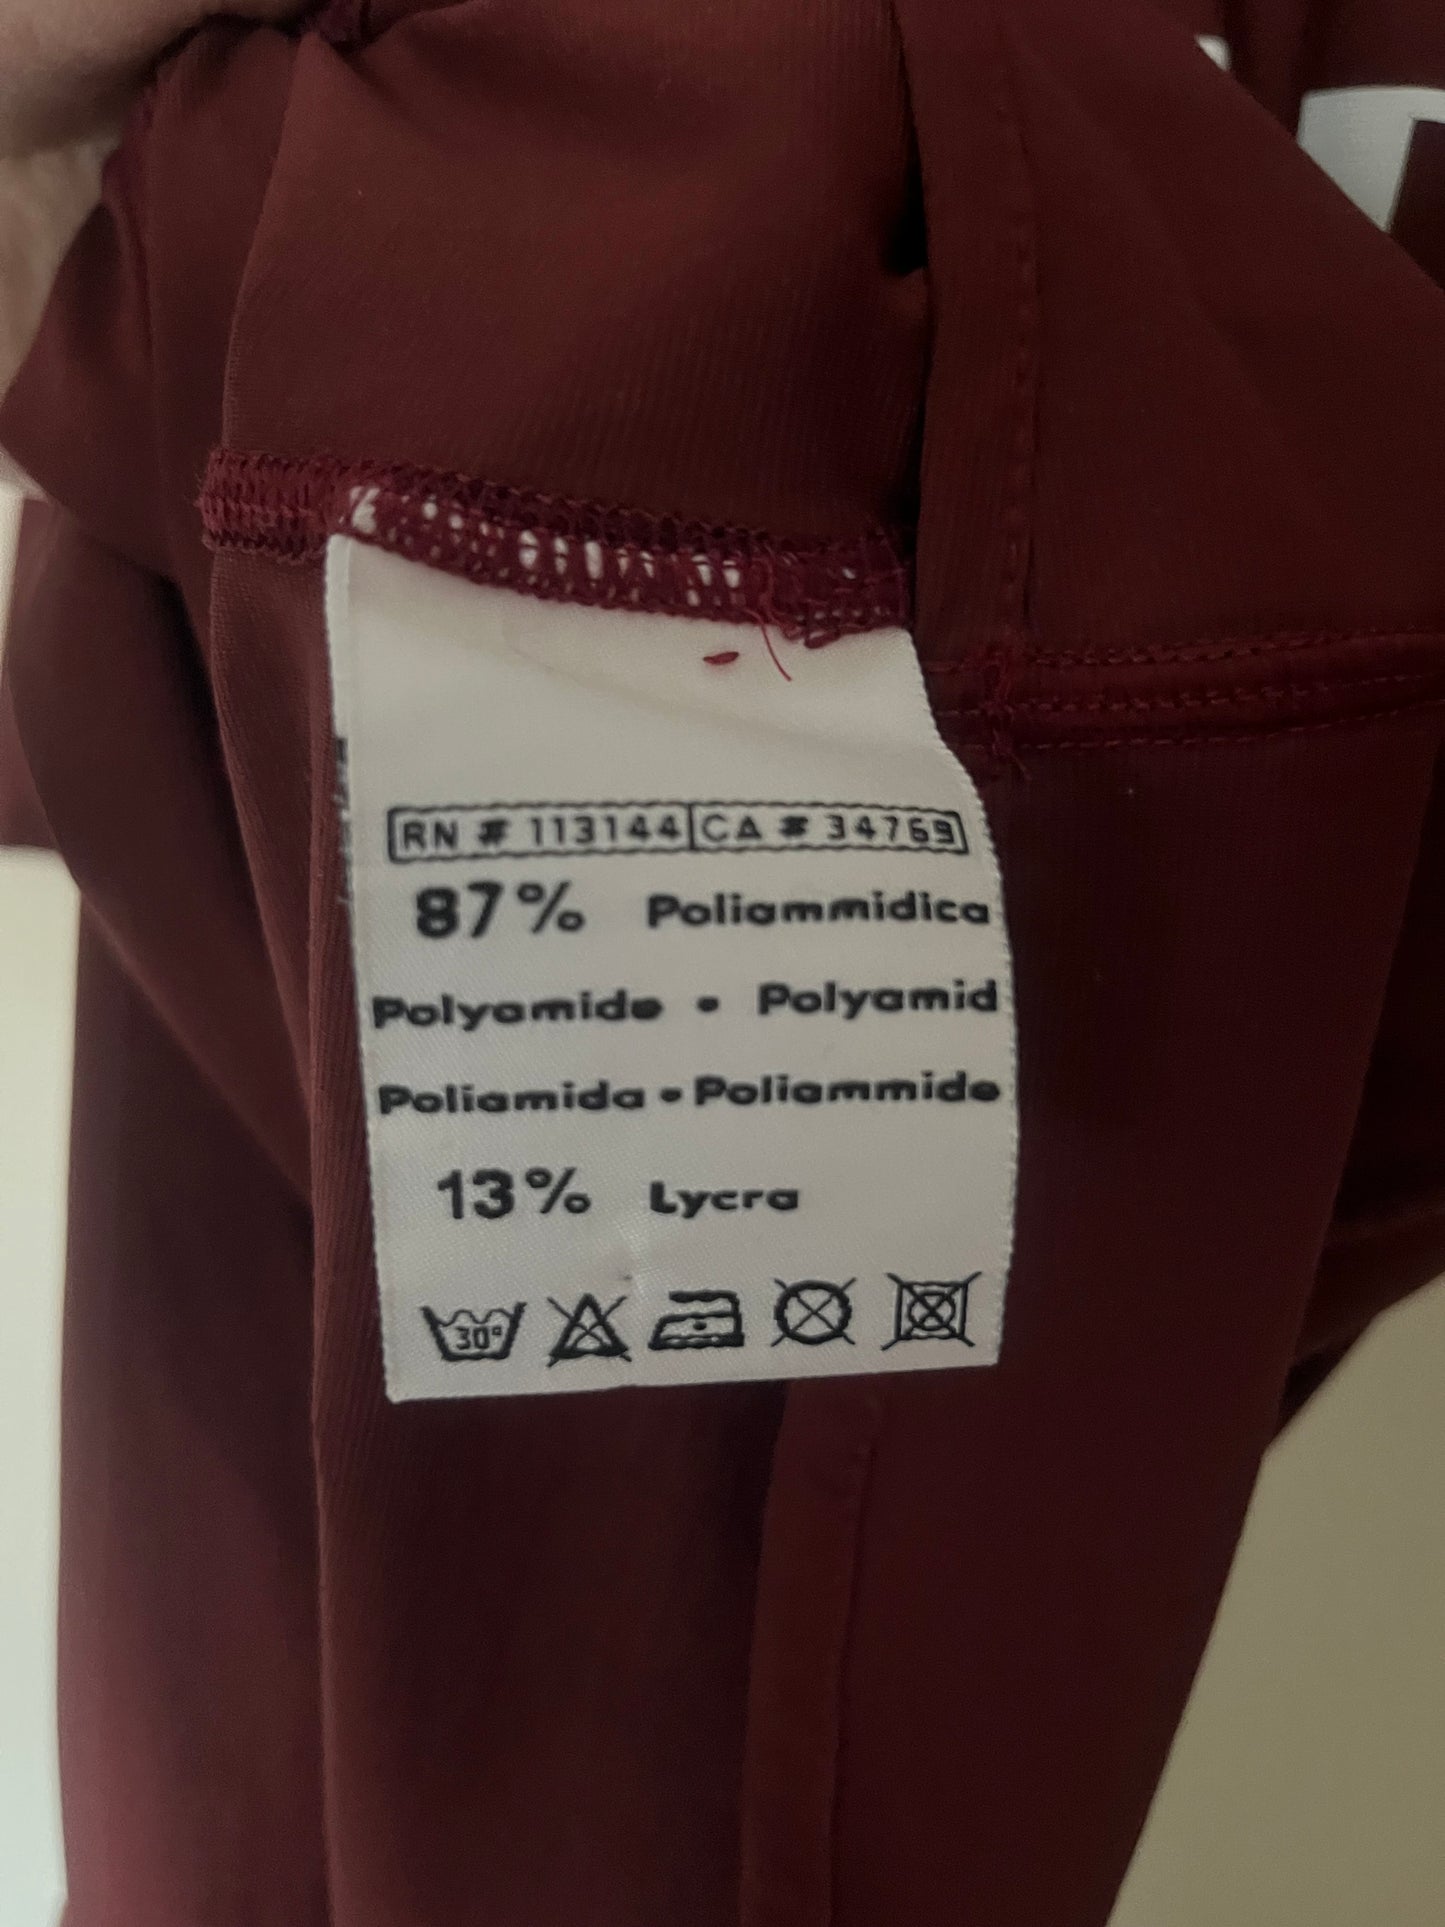 RN # 113144 CA # 34769
87% Poliammidica
Polyamide • Polyamid
Poliamida • Poliammide
13% Lycra
30°